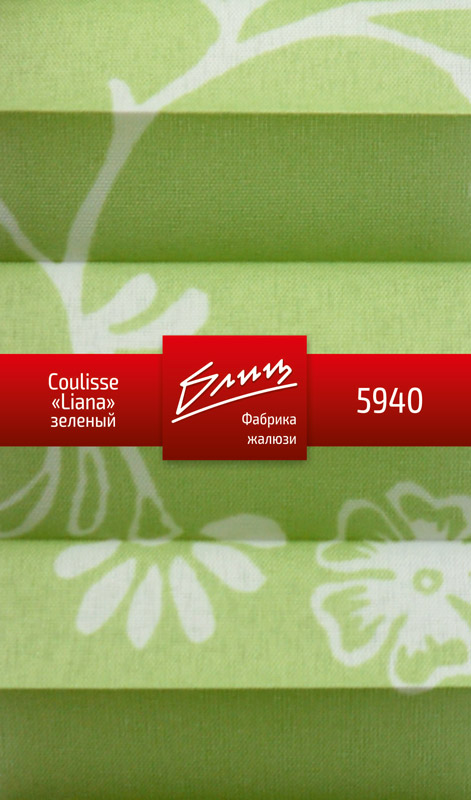 Coulisse
«Liana»
зеленый
Блиц
Фабрика
жалюзи
5940